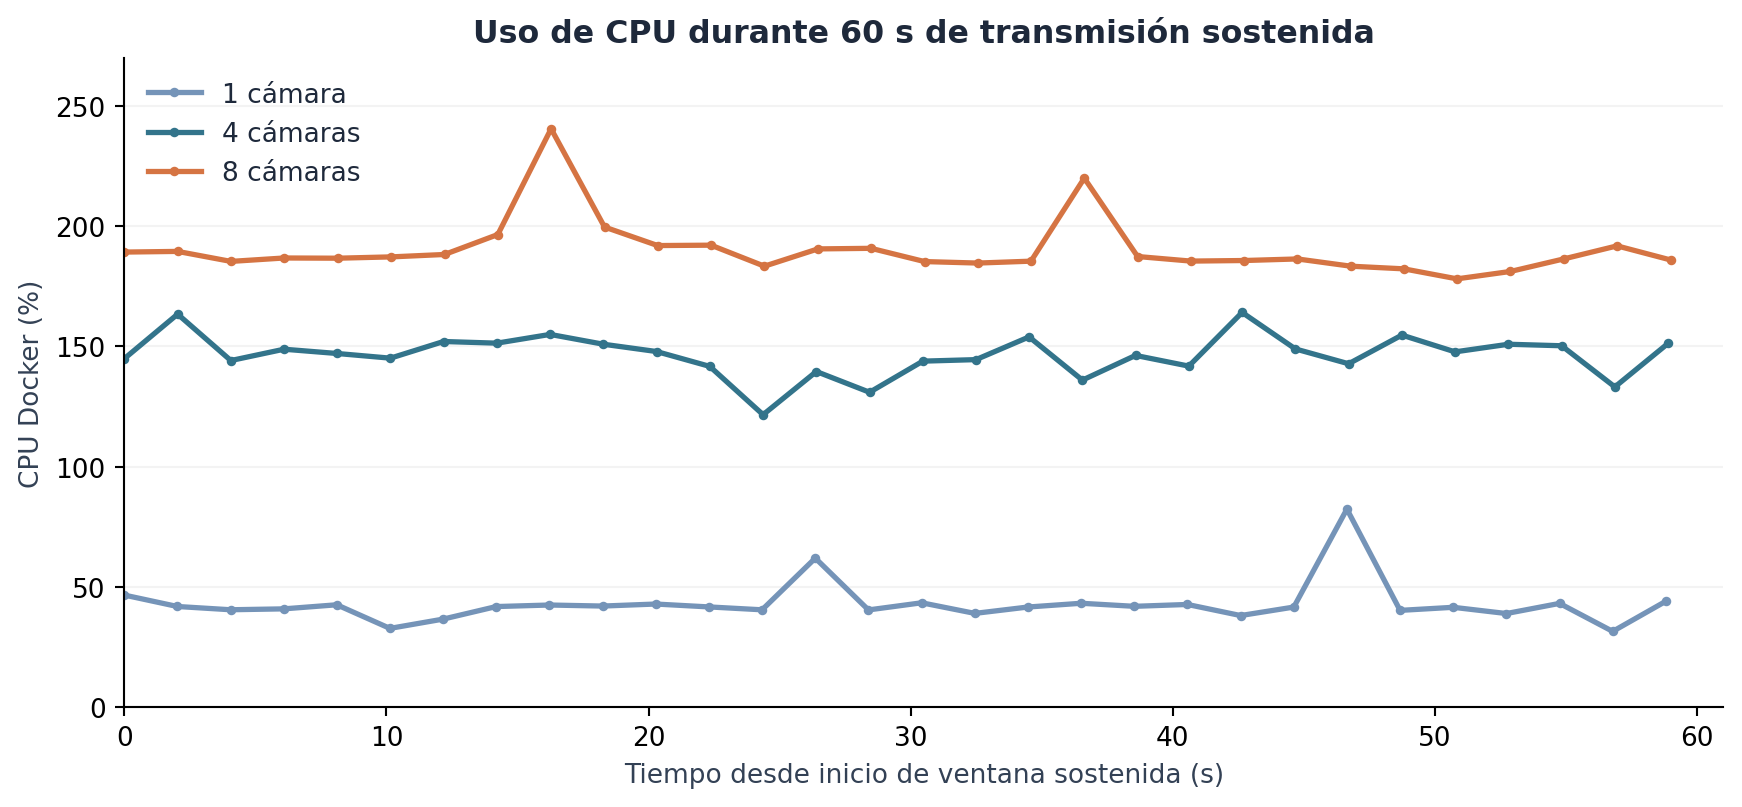 Uso de CPU durante 60 s de transmisión sostenida
1 cámara
4 cámaras
8 cámaras
CPU Docker (%)
250
200
150
100
50
0
0 10 20 30 40 50 60
Tiempo desde inicio de ventana sostenida (s)